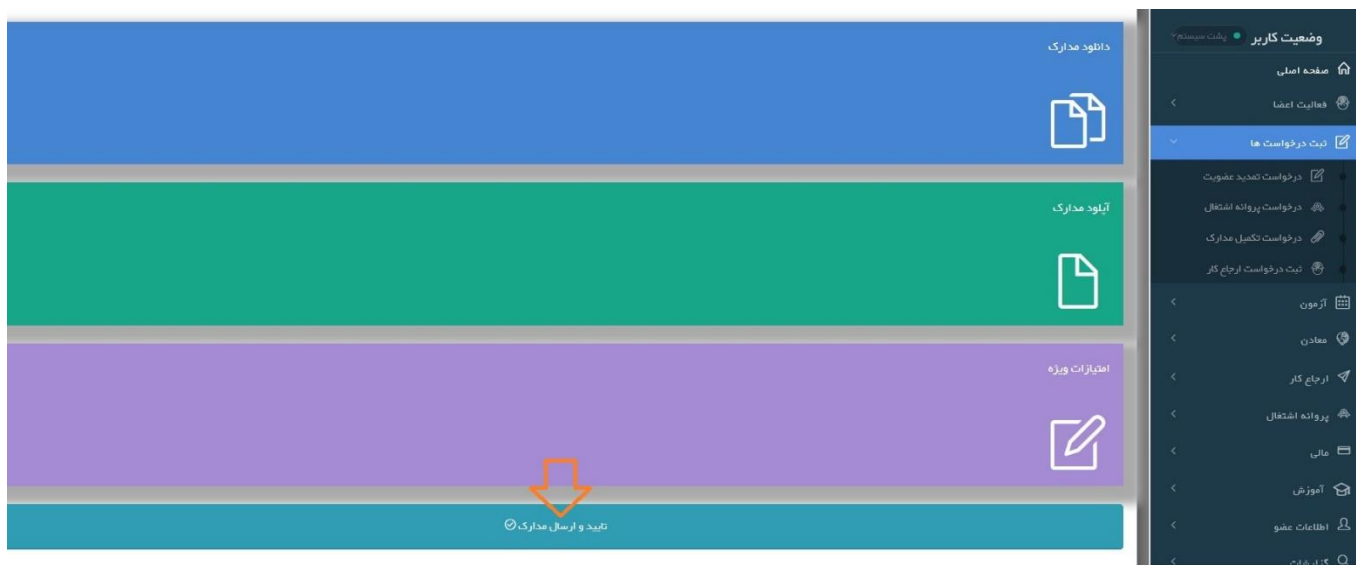 وضعیت کاربر
پشت سیستم
صفحه اصلی
فعالیت اعضا
ثبت درخواست ها
درخواست تمدید عضویت
درخواست پروانه اشتغال
درخواست تکمیل مدارک
ثبت درخواست ارجاع کار
آزمون
معادن
ارجاع کار
پروانه اشتغال
مالی
آموزش
اطلاعات عضو
گزارشات
دانلود مدارک
آپلود مدارک
امتیازات ویژه
تایید و ارسال مدارک